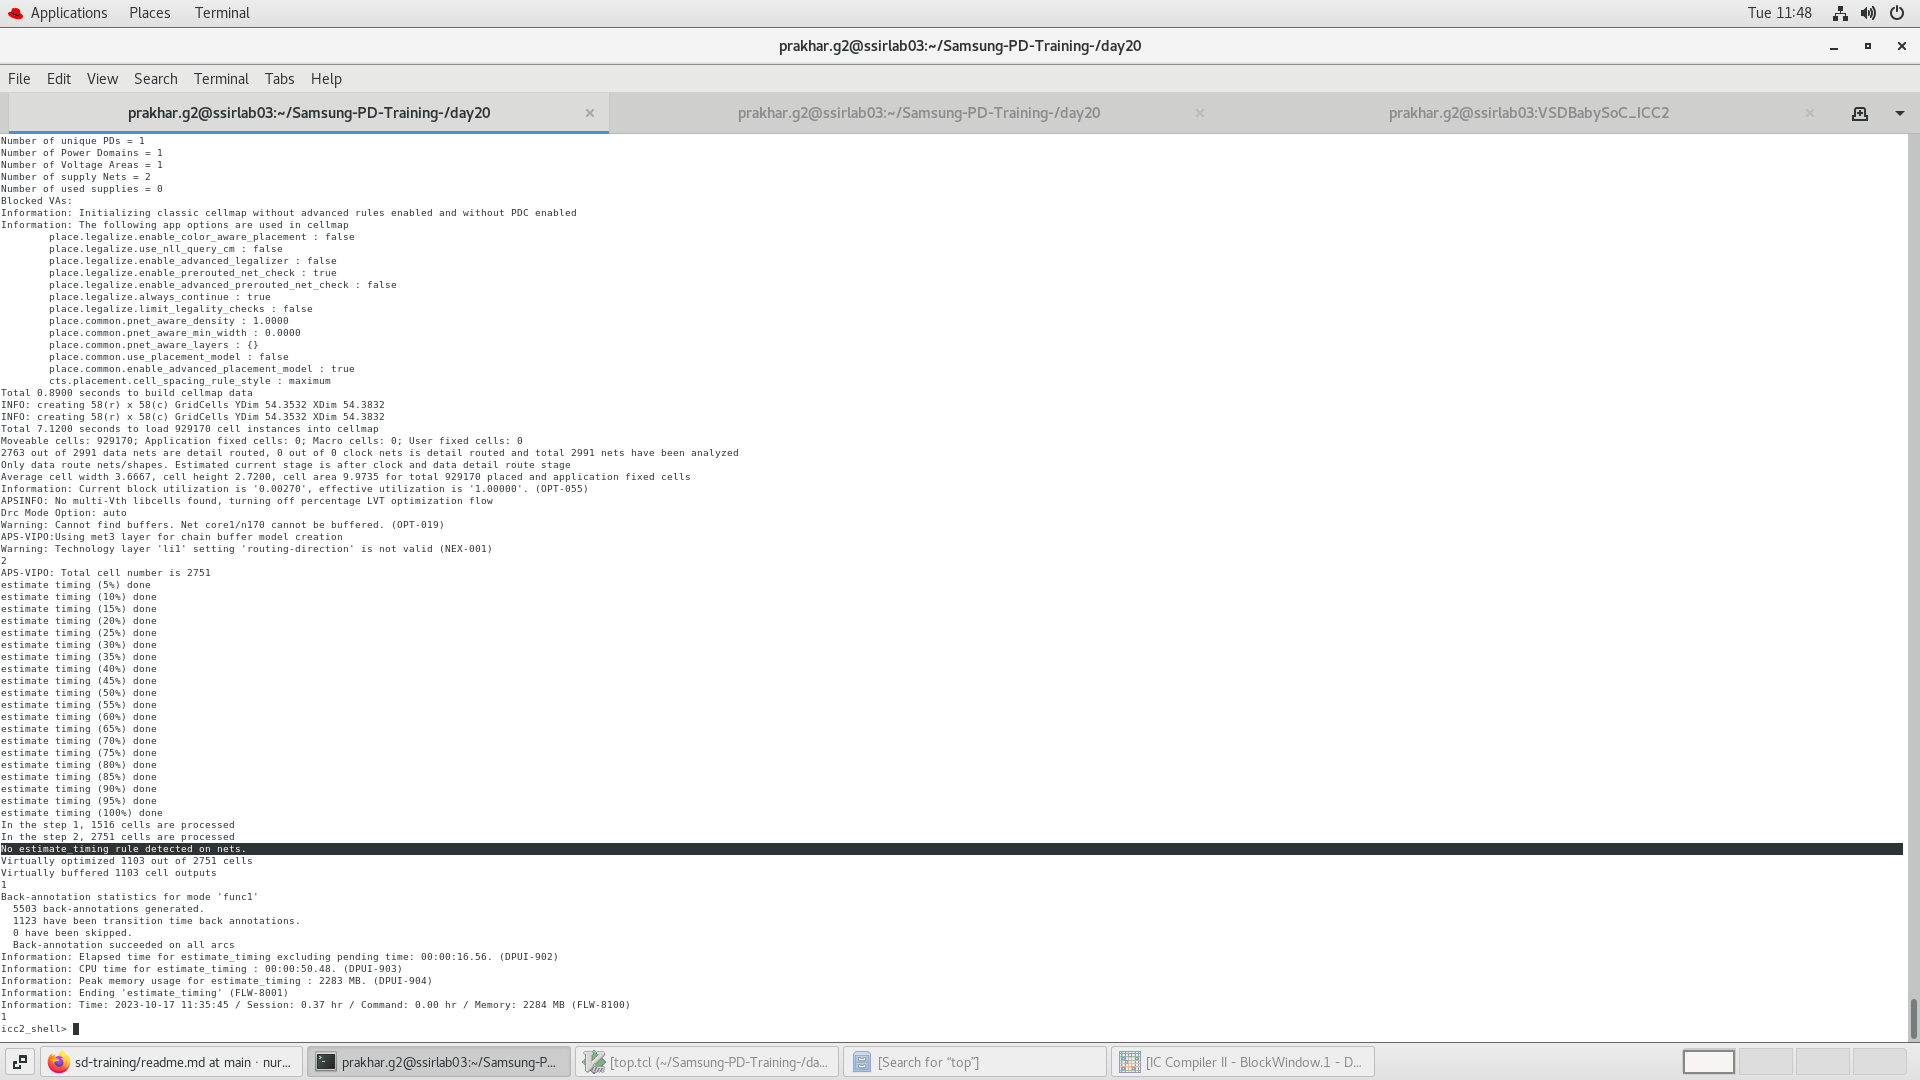 Applications Places Terminal Tue 11:48
prakhar.g2@ssirlab03:~/Samsung-PD-Training-/day20
File Edit View Search Terminal Tabs Help
prakhar.g2@ssirlab03:~/Samsung-PD-Training-/day20 × prakhar.g2@ssirlab03:~/Samsung-PD-Training-/day20 × prakhar.g2@ssirlab03:VSDBabySoC_ICC2 ×
Number of unique PDs = 1
Number of Power Domains = 1
Number of Voltage Areas = 1
Number of supply Nets = 2
Number of used supplies = 0
Blocked VAs:
Information: Initializing classic cellmap without advanced rules enabled and without PDC enabled
Information: The following app options are used in cellmap
place.legalize.enable_color_aware_placement : false
place.legalize.use_nll_query_cm : false
place.legalize.enable_advanced_legalizer : false
place.legalize.enable_prerouted_net_check : true
place.legalize.enable_advanced_prerouted_net_check : false
place.legalize.always_continue : true
place.legalize.limit_legality_checks : false
place.common.pnet_aware_density : 1.0000
place.common.pnet_aware_min_width : 0.0000
place.common.pnet_aware_layers : {}
place.common.use_placement_model : false
place.common.enable_advanced_placement_model : true
cts.placement.cell_spacing_rule_style : maximum
Total 0.8900 seconds to build cellmap data
INFO: creating 58(r) x 58(c) GridCells YDim 54.3532 XDim 54.3832
INFO: creating 58(r) x 58(c) GridCells YDim 54.3532 XDim 54.3832
Total 7.1200 seconds to load 929170 cell instances into cellmap
Moveable cells: 929170; Application fixed cells: 0; Macro cells: 0; User fixed cells: 0
2763 out of 2991 data nets are detail routed, 0 out of 0 clock nets is detail routed and total 2991 nets have been analyzed
Only data route nets/shapes. Estimated current stage is after clock and data detail route stage
Average cell width 3.6667, cell height 2.7200, cell area 9.9735 for total 929170 placed and application fixed cells
Information: Current block utilization is '0.00270', effective utilization is '1.00000'. (OPT-055)
APSINFO: No multi-Vth libcells found, turning off percentage LVT optimization flow
Drc Mode Option: auto
Warning: Cannot find buffers. Net core1/n170 cannot be buffered. (OPT-019)
APS-VIPO:Using met3 layer for chain buffer model creation
Warning: Technology layer 'li1' setting 'routing-direction' is not valid (NEX-001)
2
APS-VIPO: Total cell number is 2751
estimate timing (5%) done
estimate timing (10%) done
estimate timing (15%) done
estimate timing (20%) done
estimate timing (25%) done
estimate timing (30%) done
estimate timing (35%) done
estimate timing (40%) done
estimate timing (45%) done
estimate timing (50%) done
estimate timing (55%) done
estimate timing (60%) done
estimate timing (65%) done
estimate timing (70%) done
estimate timing (75%) done
estimate timing (80%) done
estimate timing (85%) done
estimate timing (90%) done
estimate timing (95%) done
estimate timing (100%) done
In the step 1, 1516 cells are processed
In the step 2, 2751 cells are processed
No estimate_timing rule detected on nets.
Virtually optimized 1103 out of 2751 cells
Virtually buffered 1103 cell outputs
1
Back-annotation statistics for mode 'func1'
5503 back-annotations generated.
1123 have been transition time back annotations.
0 have been skipped.
Back-annotation succeeded on all arcs
Information: Elapsed time for estimate_timing excluding pending time: 00:00:16.56. (DPUI-902)
Information: CPU time for estimate_timing : 00:00:50.48. (DPUI-903)
Information: Peak memory usage for estimate_timing : 2283 MB. (DPUI-904)
Information: Ending 'estimate_timing' (FLW-8001)
Information: Time: 2023-10-17 11:35:45 / Session: 0.37 hr / Command: 0.00 hr / Memory: 2284 MB (FLW-8100)
1
icc2_shell>
sd-training/readme.md at main · nur... prakhar.g2@ssirlab03:~/Samsung-P... [top.tcl (~/Samsung-PD-Training-/da... [Search for “top”] [IC Compiler II - BlockWindow.1 - D...